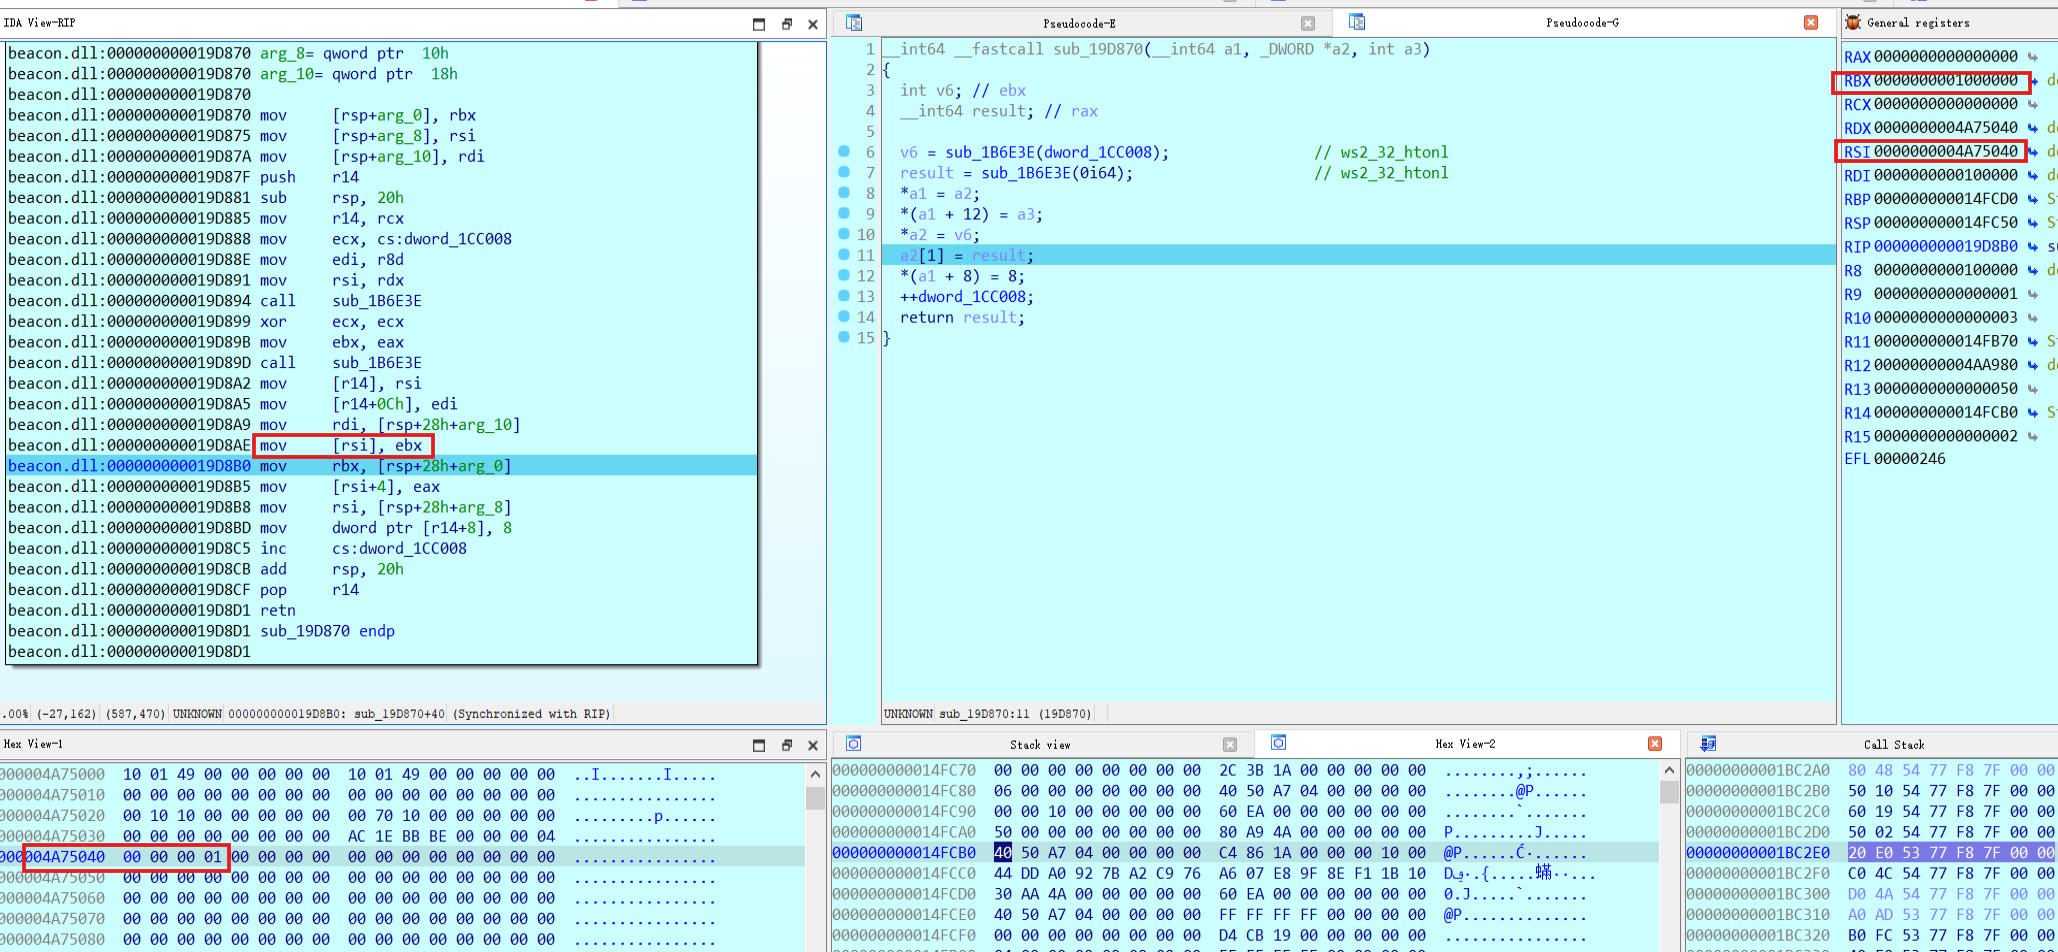 IDA View-RIP
beacon.dll:000000000019D870 arg_8= qword ptr  10h
beacon.dll:000000000019D870 arg_10= qword ptr  18h
beacon.dll:000000000019D870
beacon.dll:000000000019D870 mov     [rsp+arg_0], rbx
beacon.dll:000000000019D875 mov     [rsp+arg_8], rsi
beacon.dll:000000000019D87A mov     [rsp+arg_10], rdi
beacon.dll:000000000019D87F push    r14
beacon.dll:000000000019D881 sub     rsp, 20h
beacon.dll:000000000019D885 mov     r14, rcx
beacon.dll:000000000019D888 mov     ecx, cs:dword_1CC008
beacon.dll:000000000019D88E mov     edi, r8d
beacon.dll:000000000019D891 mov     rsi, rdx
beacon.dll:000000000019D894 call    sub_1B6E3E
beacon.dll:000000000019D899 xor     ecx, ecx
beacon.dll:000000000019D89B mov     ebx, eax
beacon.dll:000000000019D89D call    sub_1B6E3E
beacon.dll:000000000019D8A2 mov     [r14], rsi
beacon.dll:000000000019D8A5 mov     [r14+0Ch], edi
beacon.dll:000000000019D8A9 mov     rdi, [rsp+28h+arg_10]
beacon.dll:000000000019D8AE mov     [rsi], ebx
beacon.dll:000000000019D8B0 mov     rbx, [rsp+28h+arg_0]
beacon.dll:000000000019D8B5 mov     [rsi+4], eax
beacon.dll:000000000019D8B8 mov     rsi, [rsp+28h+arg_8]
beacon.dll:000000000019D8BD mov     dword ptr [r14+8], 8
beacon.dll:000000000019D8C5 inc     cs:dword_1CC008
beacon.dll:000000000019D8CB add     rsp, 20h
beacon.dll:000000000019D8CF pop     r14
beacon.dll:000000000019D8D1 retn
beacon.dll:000000000019D8D1 sub_19D870 endp
beacon.dll:000000000019D8D1
.00% (-27,162) (587,470) UNKNOWN 000000000019D8B0: sub_19D870+40 (Synchronized with RIP)
Pseudocode-E
Pseudocode-G
1 __int64 __fastcall sub_19D870(__int64 a1, _DWORD *a2, int a3)
2 {
3   int v6; // ebx
4   __int64 result; // rax
5
6   v6 = sub_1B6E3E(dword_1CC008);                 // ws2_32_htonl
7   result = sub_1B6E3E(0i64);                     // ws2_32_htonl
8   *a1 = a2;
9   *(a1 + 12) = a3;
10   *a2 = v6;
11   a2[1] = result;
12   *(a1 + 8) = 8;
13   ++dword_1CC008;
14   return result;
15 }
UNKNOWN sub_19D870:11 (19D870)
General registers
RAX 0000000000000000
RBX 0000000001000000
RCX 0000000000000000
RDX 0000000004A75040
RSI 0000000004A75040
RDI 0000000000100000
RBP 000000000014FCD0
RSP 000000000014FC50
RIP 000000000019D8B0
R8 0000000000100000
R9 0000000000000001
R10 0000000000000003
R11 000000000014FB70
R12 00000000004AA980
R13 0000000000000050
R14 000000000014FCB0
R15 0000000000000002
EFL 00000246
Hex View-1
000004A75000  10 01 49 00 00 00 00 00  10 01 49 00 00 00 00 00  ..I.......I.....
000004A75010  00 00 00 00 00 00 00 00  00 00 00 00 00 00 00 00  ................
000004A75020  00 10 10 00 00 00 00 00  00 70 10 00 00 00 00 00  .........p......
000004A75030  00 00 00 00 00 00 00 00  AC 1E BB BE 00 00 00 04  ................
000004A75040  00 00 00 01 00 00 00 00  00 00 00 00 00 00 00 00  ................
000004A75050  00 00 00 00 00 00 00 00  00 00 00 00 00 00 00 00  ................
000004A75060  00 00 00 00 00 00 00 00  00 00 00 00 00 00 00 00  ................
000004A75070  00 00 00 00 00 00 00 00  00 00 00 00 00 00 00 00  ................
000004A75080  00 00 00 00 00 00 00 00  00 00 00 00 00 00 00 00  ................
Stack view
Hex View-2
000000000014FC70  00 00 00 00 00 00 00 00  2C 3B 1A 00 00 00 00 00  ........,;......
000000000014FC80  06 00 00 00 00 00 00 00  40 50 A7 04 00 00 00 00  ........@P......
000000000014FC90  00 00 10 00 00 00 00 00  60 EA 00 00 00 00 00 00  ........`.......
000000000014FCA0  50 00 00 00 00 00 00 00  80 A9 4A 00 00 00 00 00  P.........J.....
000000000014FCB0  40 50 A7 04 00 00 00 00  C4 86 1A 00 00 00 10 00  @P......
000000000014FCC0  44 DD A0 92 7B A2 C9 76  A6 07 E8 9F 8E F1 1B 10
000000000014FCD0  30 AA 4A 00 00 00 00 00  60 EA 00 00 00 00 00 00  0.J.....`.......
000000000014FCE0  40 50 A7 04 00 00 00 00  FF FF FF FF 00 00 00 00  @P..............
000000000014FCF0  00 00 00 00 00 00 00 00  D4 CB 19 00 00 00 00 00  ................
Call Stack
00000000001BC2A0  80 48 54 77 F8 7F 00 00
00000000001BC2B0  50 10 54 77 F8 7F 00 00
00000000001BC2C0  60 19 54 77 F8 7F 00 00
00000000001BC2D0  50 02 54 77 F8 7F 00 00
00000000001BC2E0  20 E0 53 77 F8 7F 00 00
00000000001BC2F0  C0 4C 54 77 F8 7F 00 00
00000000001BC300  D0 4A 54 77 F8 7F 00 00
00000000001BC310  A0 AD 53 77 F8 7F 00 00
00000000001BC320  B0 FC 53 77 F8 7F 00 00